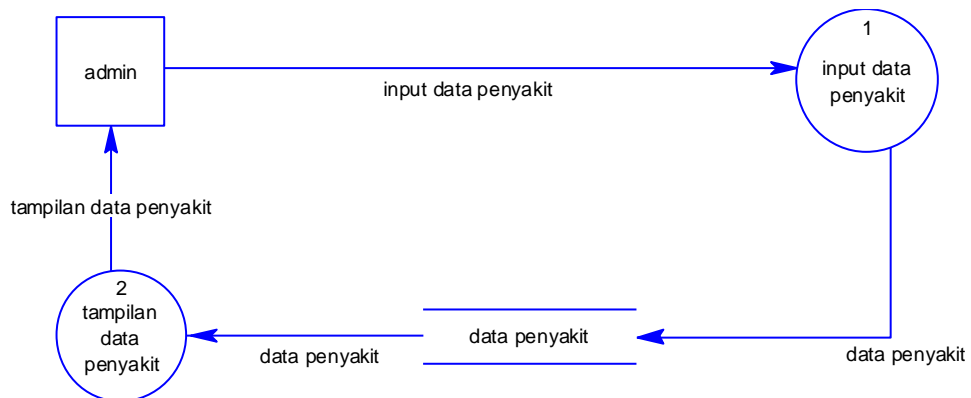 1
admin
input data
penyakit
input data penyakit
tampilan data penyakit
2
tampilan
data
penyakit
data penyakit
data penyakit
data penyakit